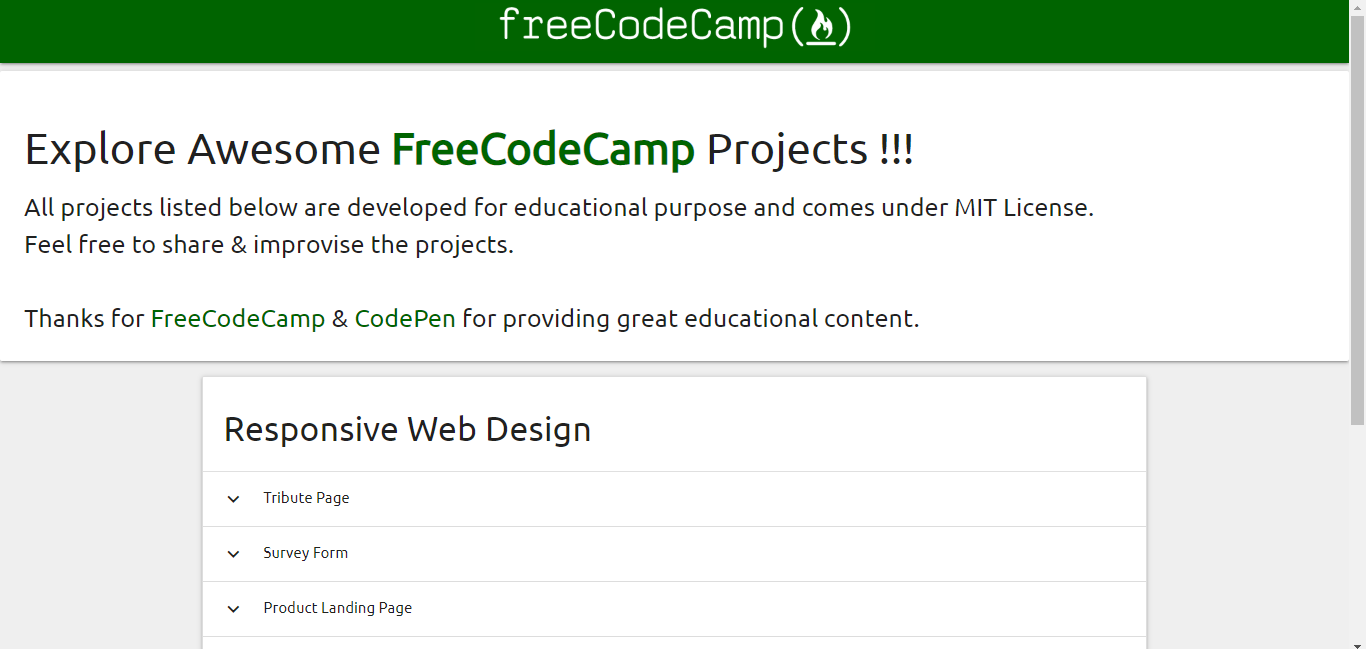 freeCodeCamp( )
Explore Awesome FreeCodeCamp Projects !!!
All projects listed below are developed for educational purpose and comes under MIT License.
Feel free to share & improvise the projects.
Thanks for FreeCodeCamp & CodePen for providing great educational content.
Responsive Web Design
Tribute Page
Survey Form
Product Landing Page